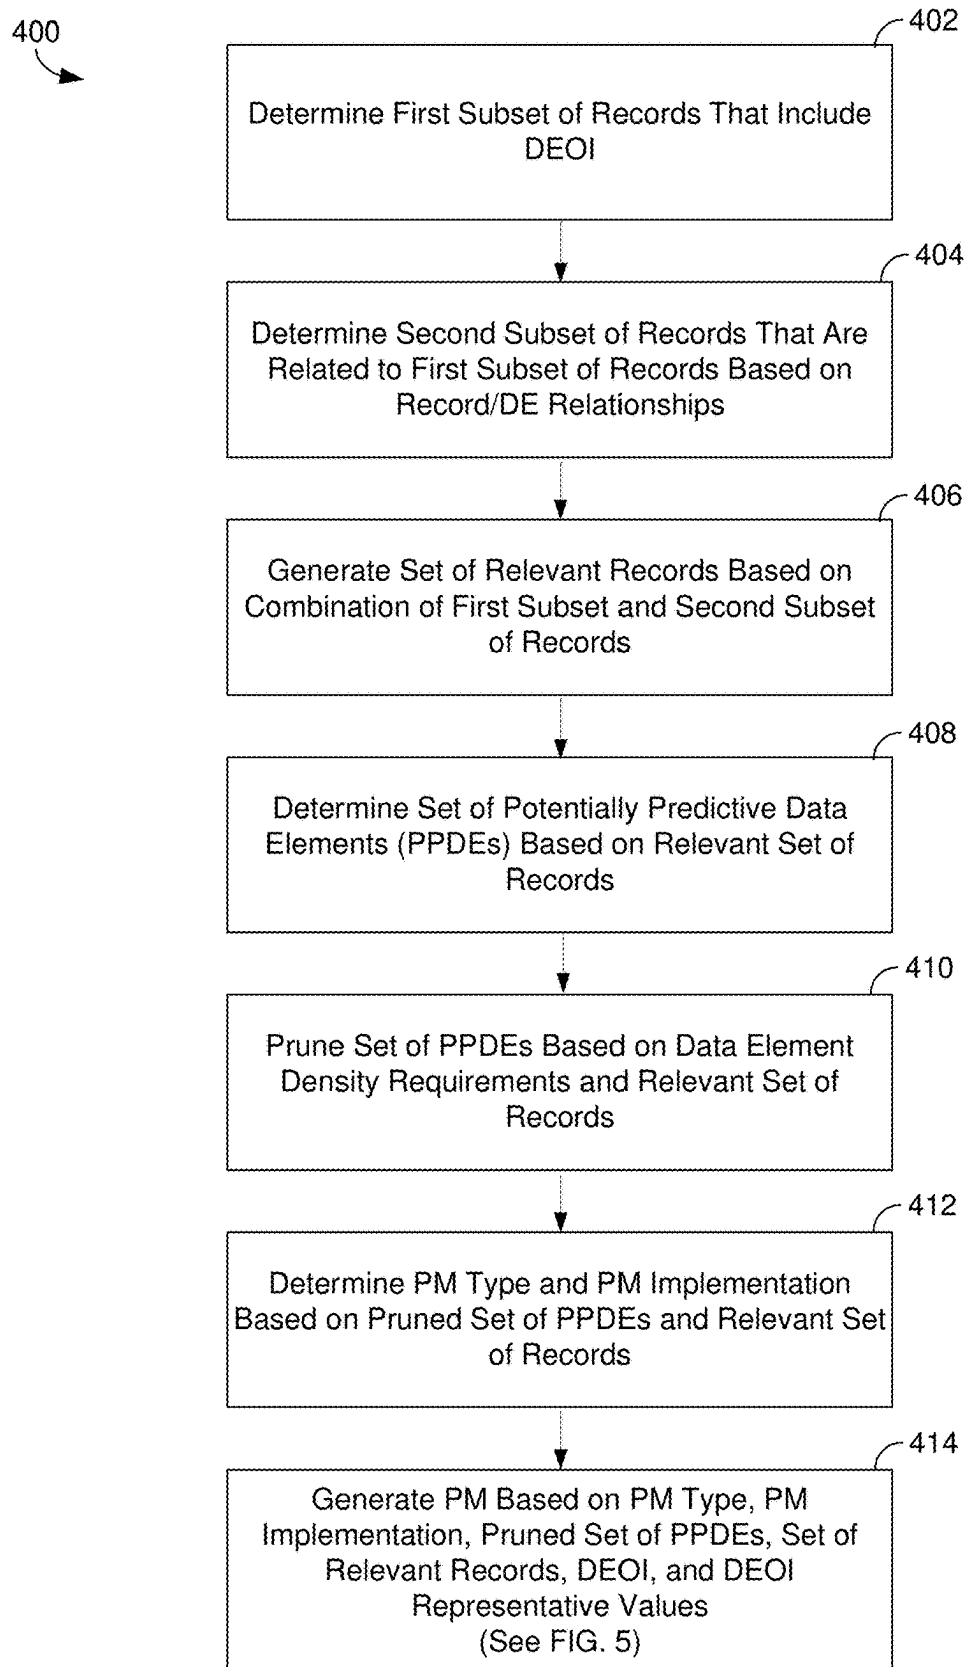 400
402
Determine First Subset of Records That Include
DEOI
404
Determine Second Subset of Records That Are
Related to First Subset of Records Based on
Record/DE Relationships
406
Generate Set of Relevant Records Based on
Combination of First Subset and Second Subset
of Records
408
Determine Set of Potentially Predictive Data
Elements (PPDEs) Based on Relevant Set of
Records
410
Prune Set of PPDEs Based on Data Element
Density Requirements and Relevant Set of
Records
412
Determine PM Type and PM Implementation
Based on Pruned Set of PPDEs and Relevant Set
of Records
414
Generate PM Based on PM Type, PM
Implementation, Pruned Set of PPDEs, Set of
Relevant Records, DEOI, and DEOI
Representative Values
(See FIG. 5)